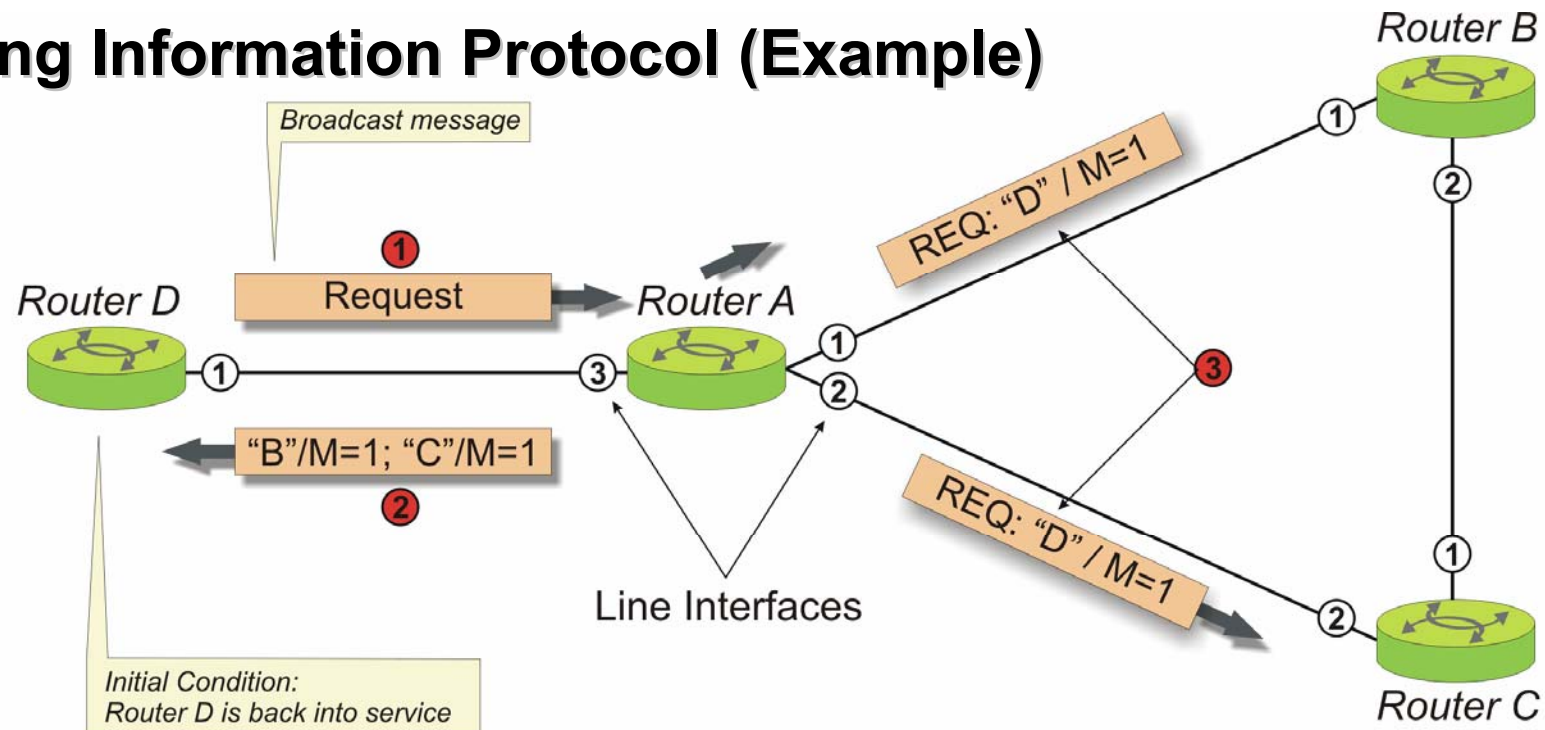 ng Information Protocol (Example)
Router B
Broadcast message
1
REQ: “D” / M=1
1
2
Request
Router D
Router A
1
3
1
2
3
“B”/M=1; “C”/M=1
2
REQ: “D” / M=1
Line Interfaces
1
2
Initial Condition:
Router D is back into service
Router C